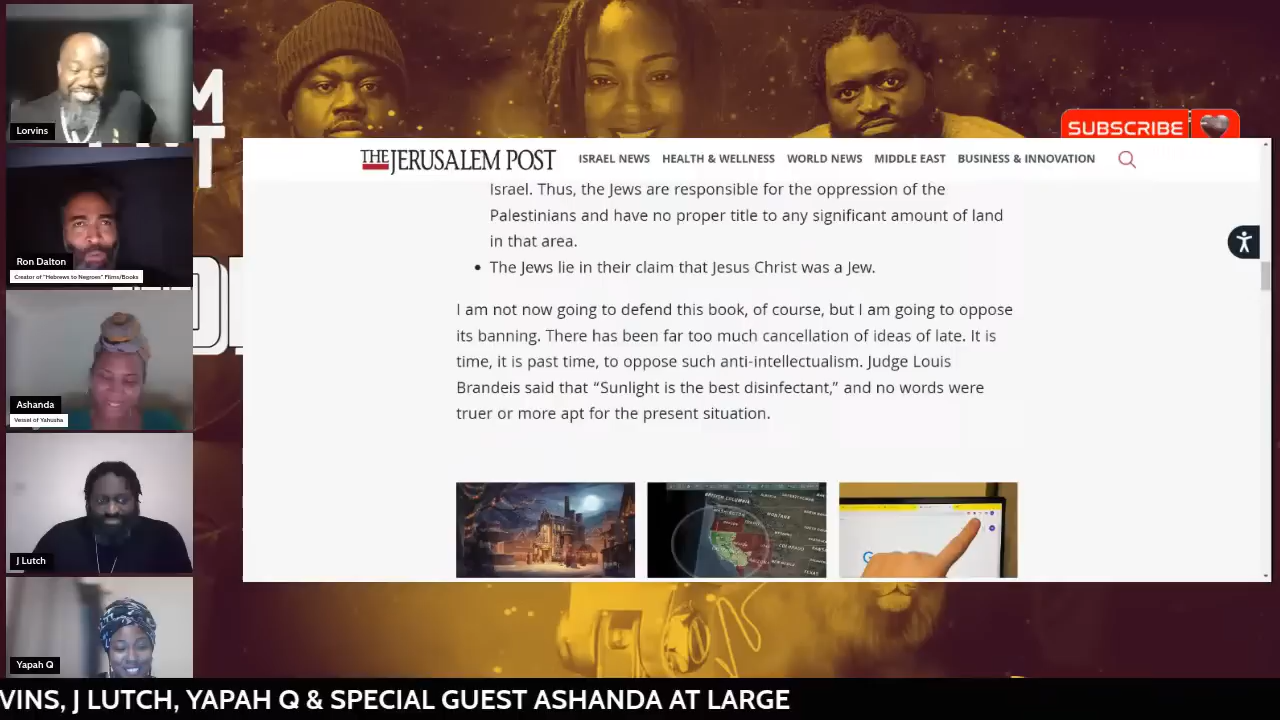 Lorvins
Ron Dalton
Creator of "Hebrews to Negroes" Films/Books
Ashanda
Vessel of Yahusha
J Lutch
Yapah Q
SUBSCRIBE
THE JERUSALEM POST
ISRAEL NEWS HEALTH & WELLNESS WORLD NEWS MIDDLE EAST BUSINESS & INNOVATION
Israel. Thus, the Jews are responsible for the oppression of the
Palestinians and have no proper title to any significant amount of land
in that area.
• The Jews lie in their claim that Jesus Christ was a Jew.
I am not now going to defend this book, of course, but I am going to oppose
its banning. There has been far too much cancellation of ideas of late. It is
time, it is past time, to oppose such anti-intellectualism. Judge Louis
Brandeis said that “Sunlight is the best disinfectant,” and no words were
truer or more apt for the present situation.
VINS, J LUTCH, YAPAH Q & SPECIAL GUEST ASHANDA AT LARGE